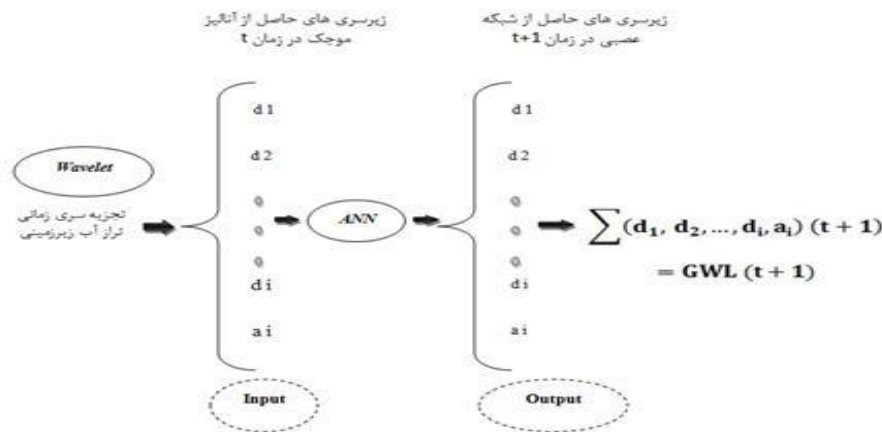 زیرسری های حاصل از آنالیز
موجک در زمان t
زیرسری های حاصل از شبکه
عصبی در زمان t+1
Wavelet
تجزیه سری زمانی
تراز آب زیرزمینی
d1
d2
di
ai
Input
ANN
d1
d2
di
ai
Output
∑(d₁, d₂, ..., dᵢ, aᵢ) (t + 1)
= GWL (t + 1)